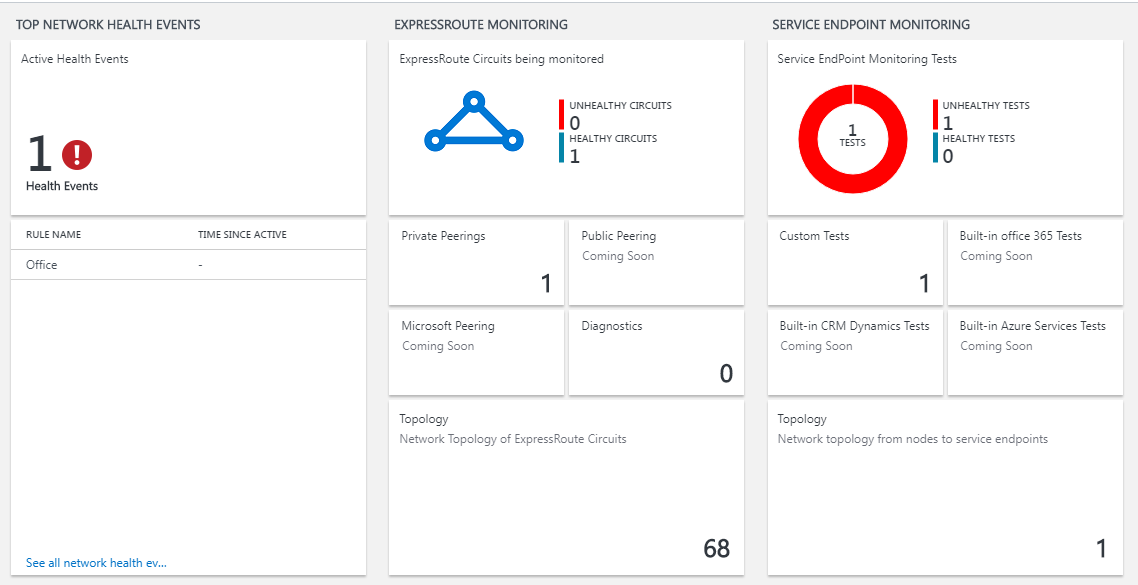 TOP NETWORK HEALTH EVENTS
Active Health Events
1
Health Events
RULE NAME TIME SINCE ACTIVE
Office -
See all network health ev...
EXPRESSROUTE MONITORING
ExpressRoute Circuits being monitored
UNHEALTHY CIRCUITS
0
HEALTHY CIRCUITS
1
Private Peerings
1
Public Peering
Coming Soon
Microsoft Peering
Coming Soon
Diagnostics
0
Topology
Network Topology of ExpressRoute Circuits
68
SERVICE ENDPOINT MONITORING
Service EndPoint Monitoring Tests
1
TESTS
UNHEALTHY TESTS
1
HEALTHY TESTS
0
Custom Tests
1
Built-in office 365 Tests
Coming Soon
Built-in CRM Dynamics Tests
Coming Soon
Built-in Azure Services Tests
Coming Soon
Topology
Network topology from nodes to service endpoints
1